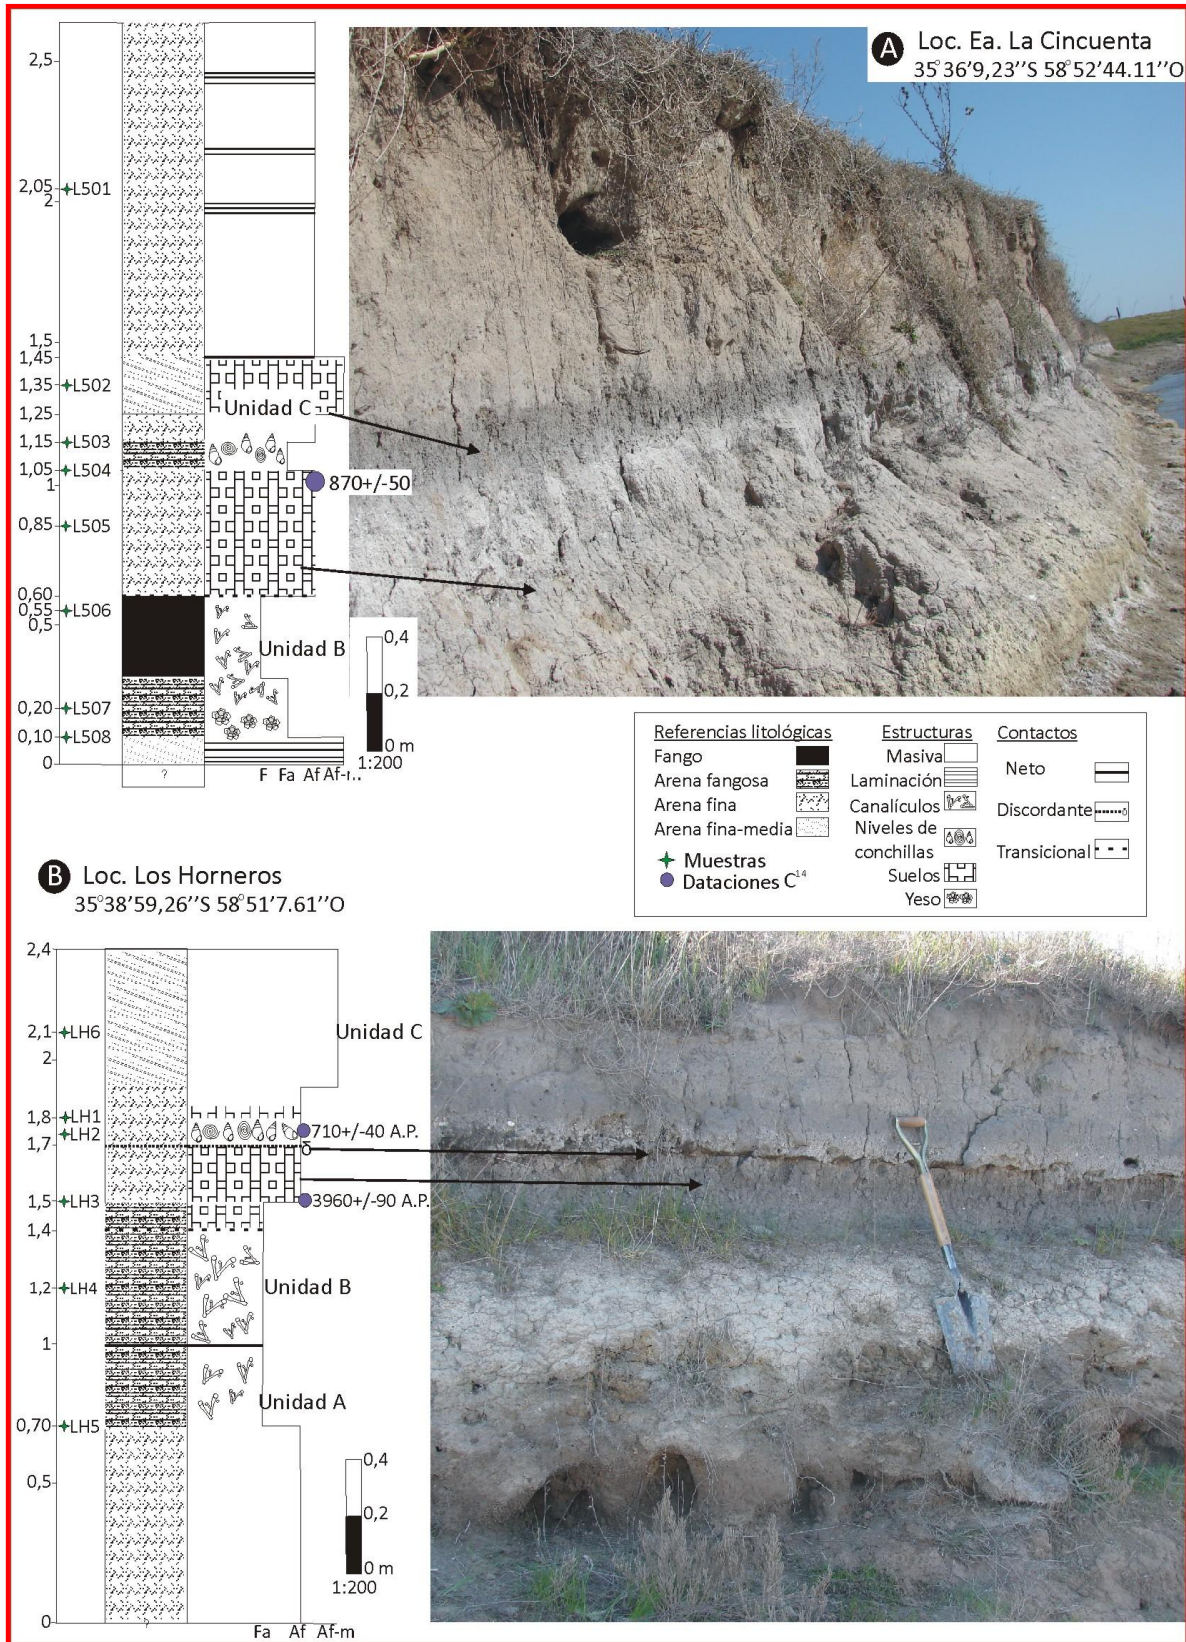 A Loc. Ea. La Cincuenta
35°36’9,23’’S 58°52’44.11’’O
2,5
2,05 L501
2
1,5
1,45
1,35 L502
1,25
Unidad C
1,15 L503
1,05 L504
1
870+/-50
0,85 L505
0,60
0,55 L506
0,5
Unidad B
0,4
0,2
0 m
1:200
0,20 L507
0,10 L508
0
?
F Fa Af Af-m
Referencias litológicas
Fango
Arena fangosa
Arena fina
Arena fina-media
Muestras
Dataciones C14
Estructuras
Masiva
Laminación
Canalículos
Niveles de
conchillas
Suelos
Yeso
Contactos
Neto
Discordante
Transicional
B Loc. Los Horneros
35°38’59,26’’S 58°51’7.61’’O
2,4
2,1 LH6
Unidad C
2
1,8 LH1
LH2
710+/-40 A.P.
1,7
1,5 LH3
3960+/-90 A.P.
1,4
1,2 LH4
Unidad B
1
Unidad A
0,70 LH5
0,5
0,4
0,2
0 m
1:200
0
?
Fa Af Af-m